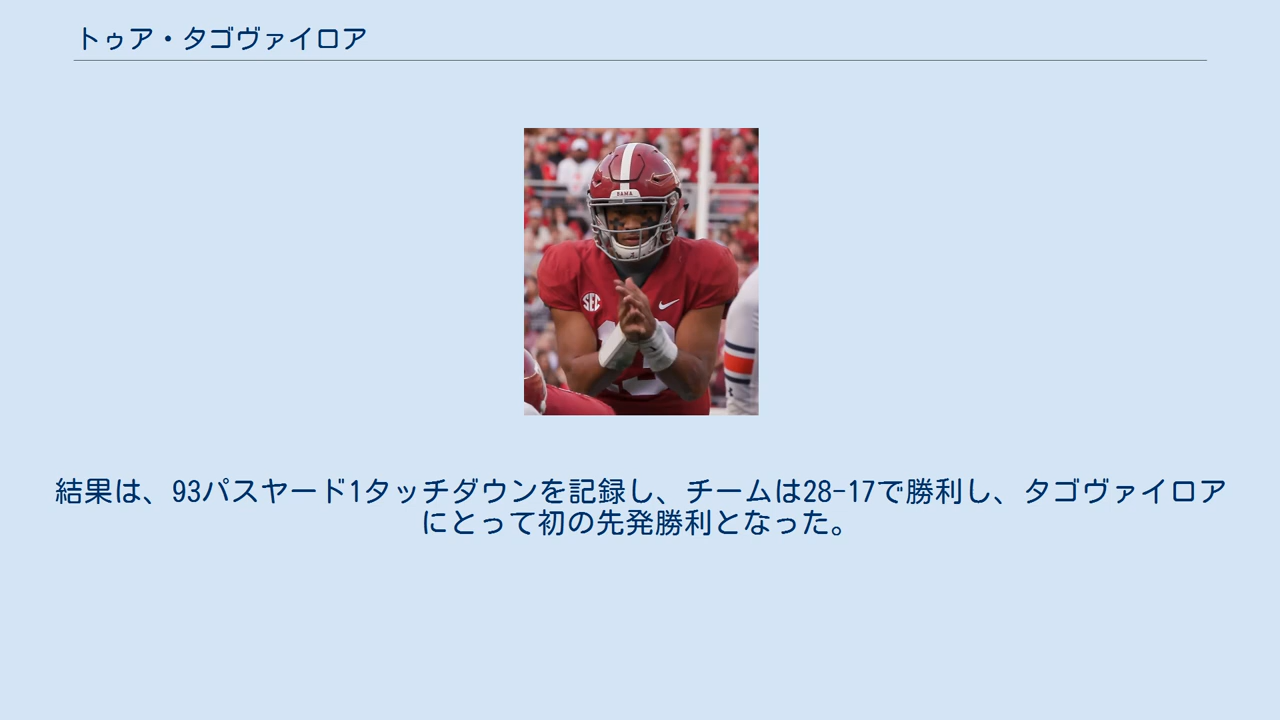 トゥア・タゴヴァイロア
BAMA
SEC
結果は、93パスヤード1タッチダウンを記録し、チームは28-17で勝利し、タゴヴァイロア
にとって初の先発勝利となった。